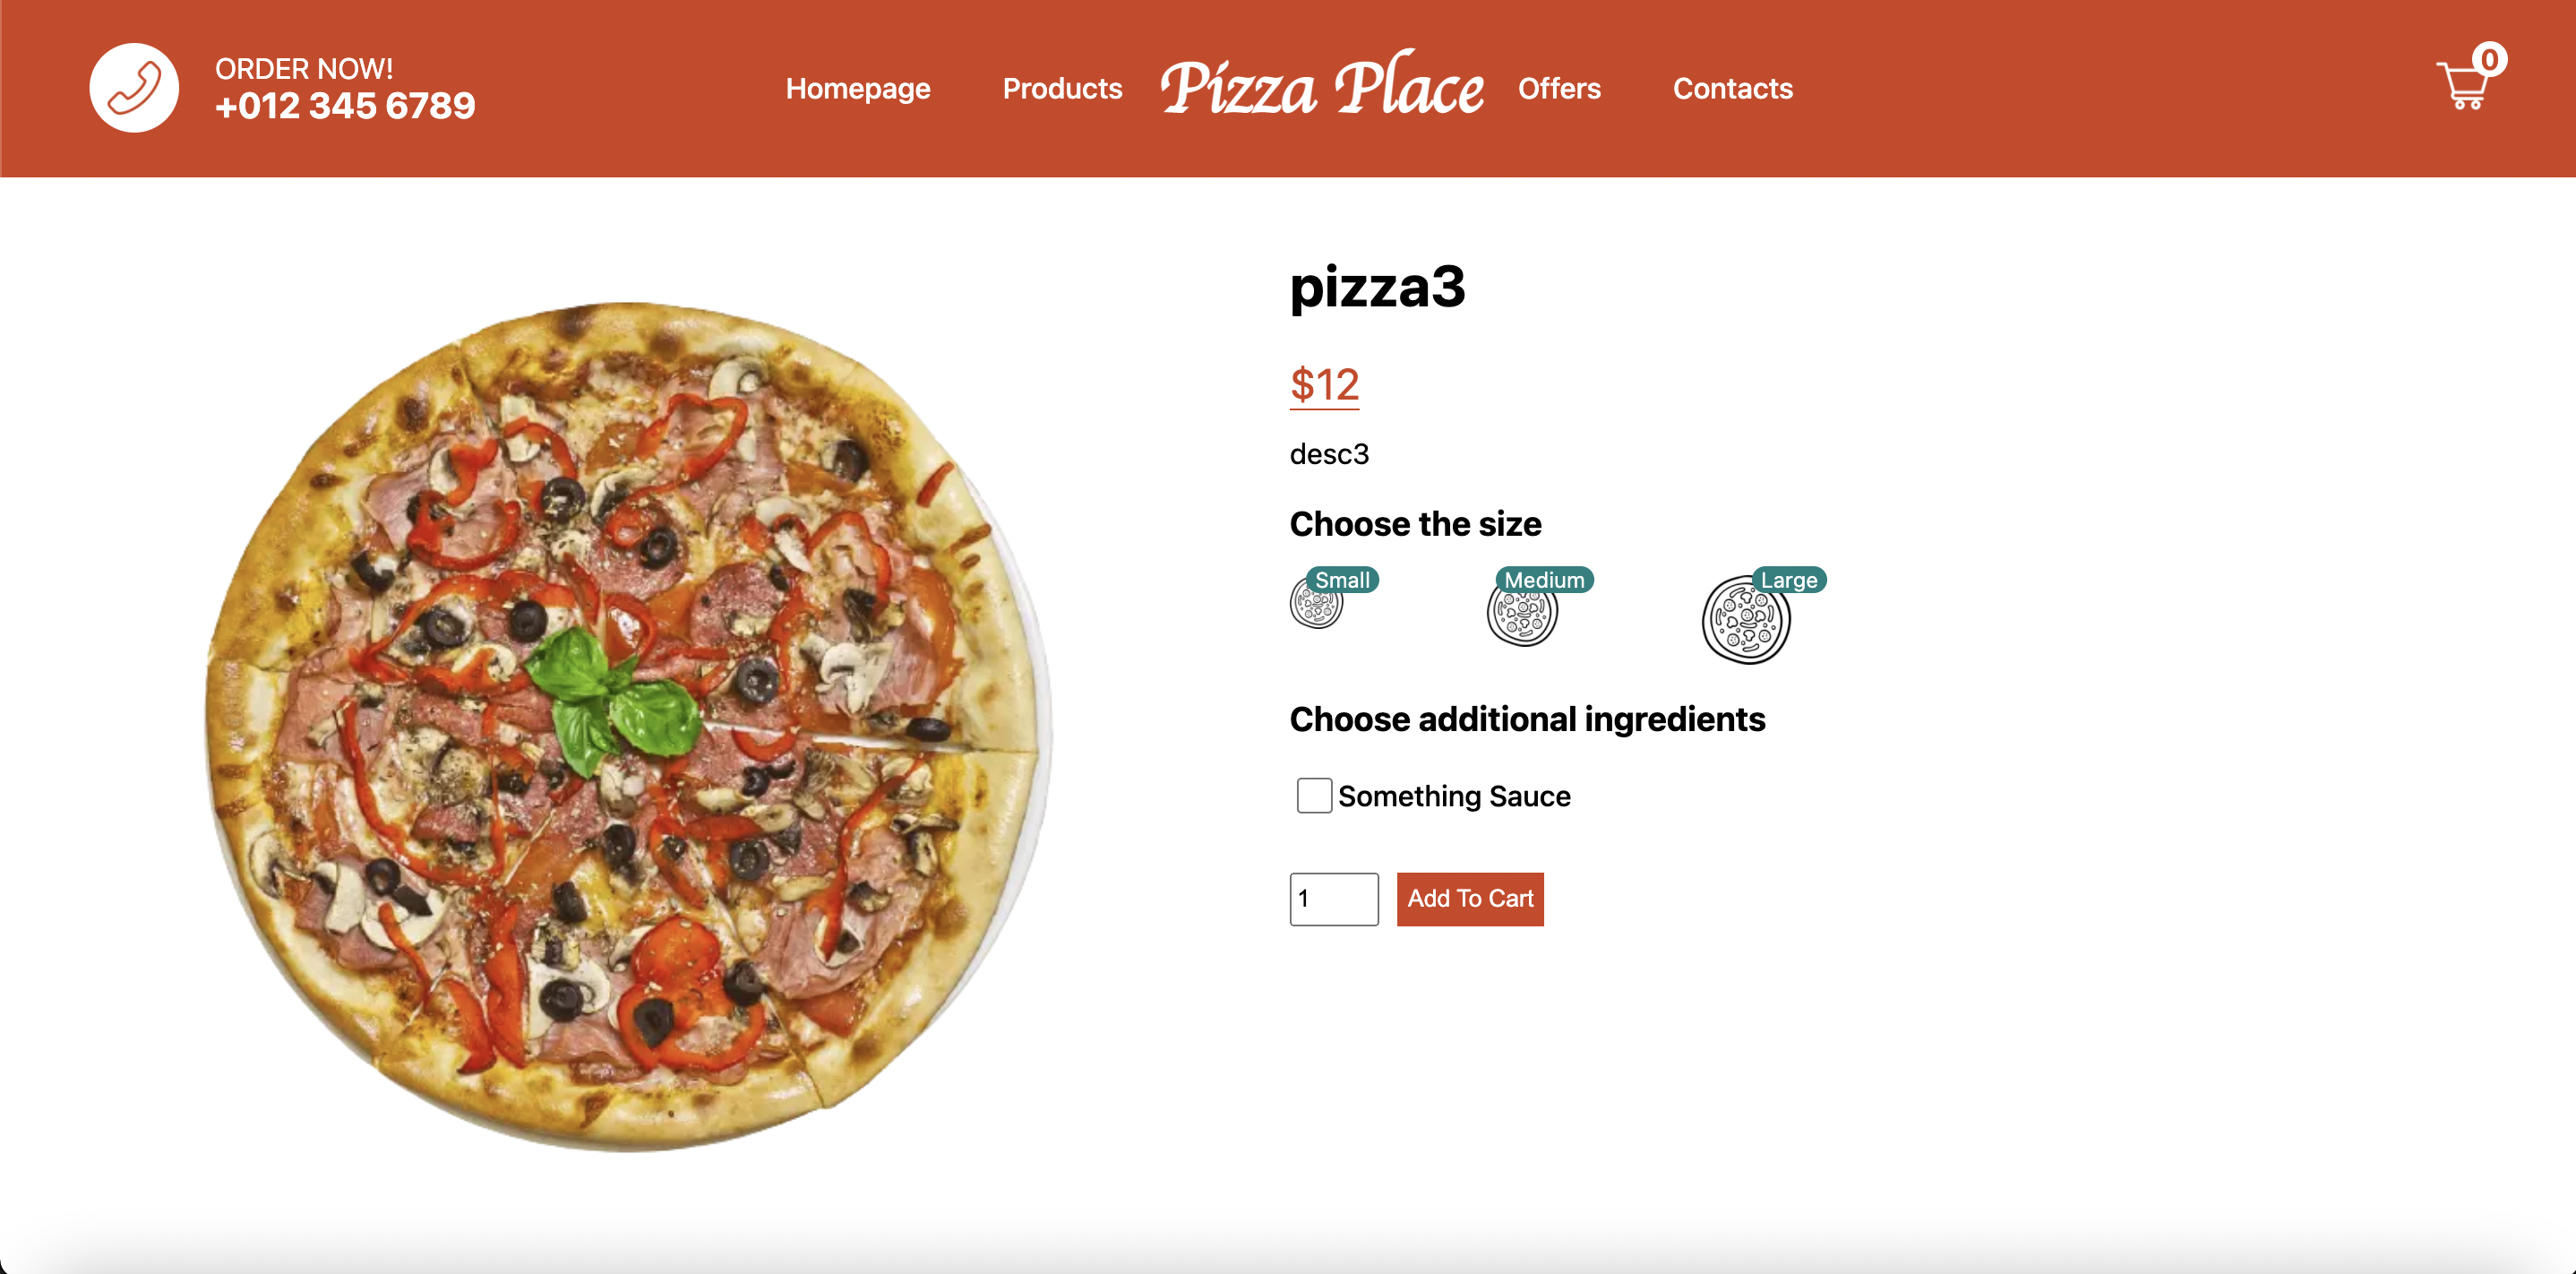 ORDER NOW!
+012 345 6789
Homepage
Products
Pizza Place
Offers
Contacts
0
pizza3
$12
desc3
Choose the size
Small
Medium
Large
Choose additional ingredients
Something Sauce
1
Add To Cart